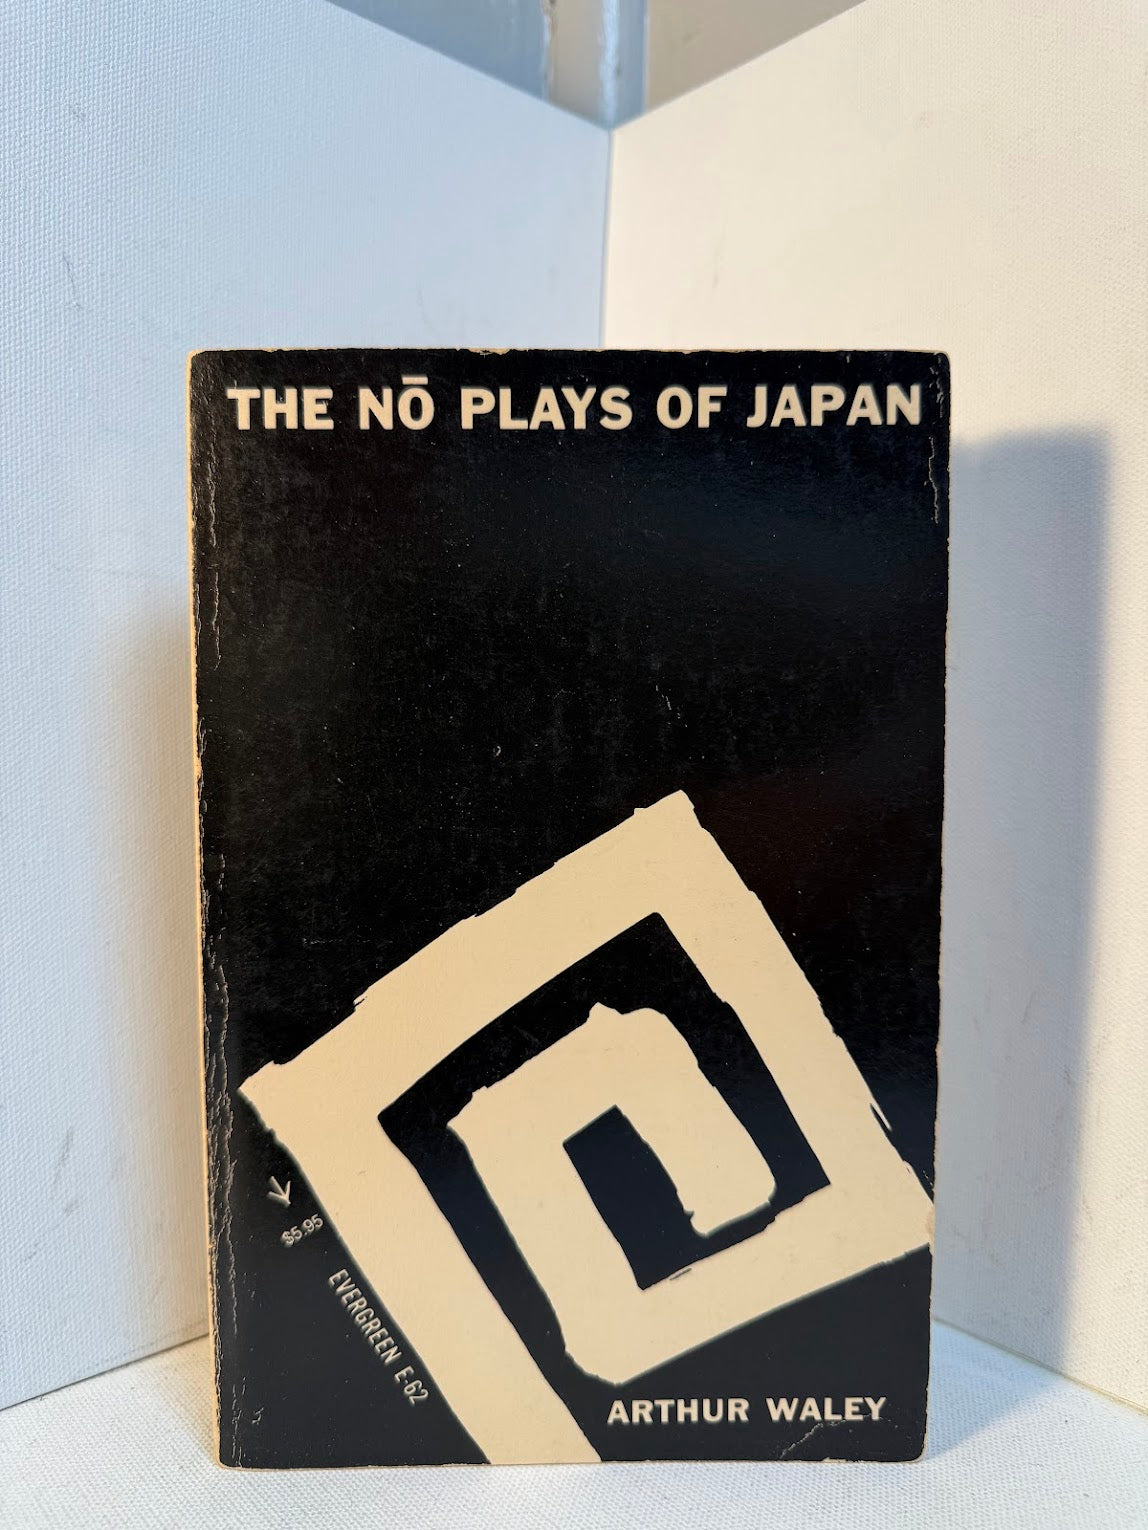 THE NŌ PLAYS OF JAPAN
$5.95
EVERGREEN E-62
ARTHUR WALEY